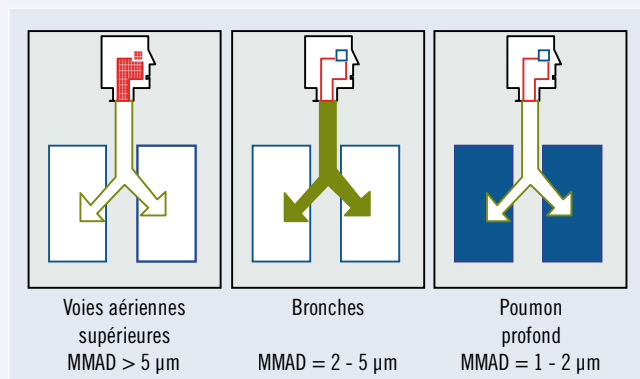 Voies aériennes
supérieures
MMAD > 5 µm
Bronches
MMAD = 2 - 5 µm
Poumon
profond
MMAD = 1 - 2 µm